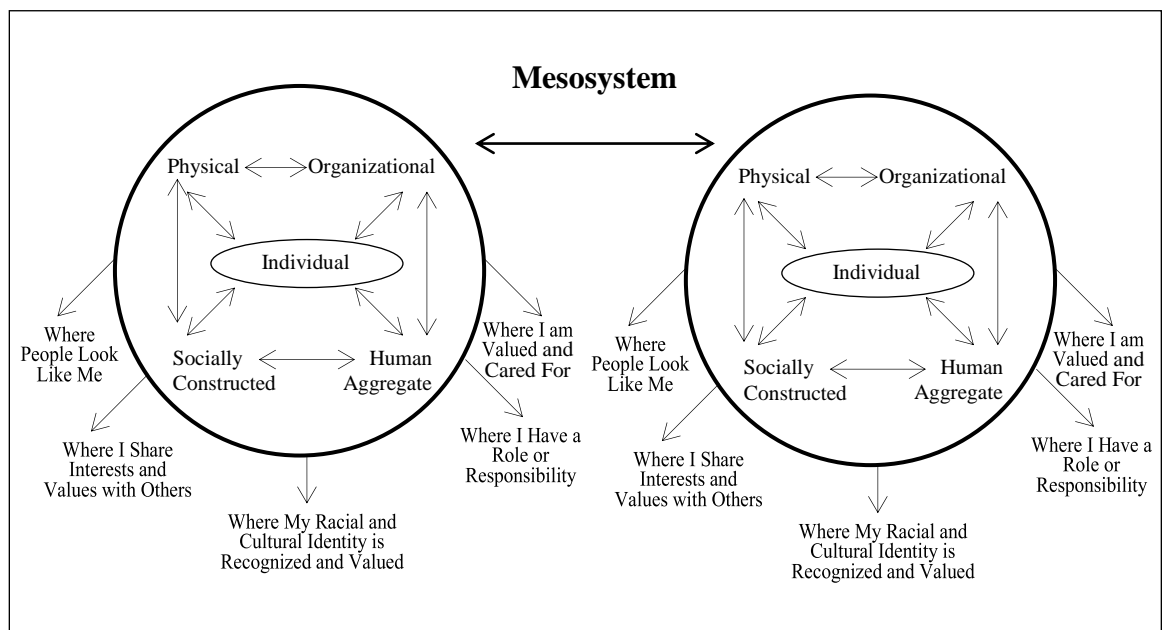 Mesosystem
Physical
Organizational
Individual
Socially
Constructed
Human
Aggregate
Where
People Look
Like Me
Where I am
Valued and
Cared For
Where I Share
Interests and
Values with Others
Where I Have a
Role or
Responsibility
Where My Racial and
Cultural Identity is
Recognized and Valued
Physical
Organizational
Individual
Socially
Constructed
Human
Aggregate
Where
People Look
Like Me
Where I am
Valued and
Cared For
Where I Share
Interests and
Values with Others
Where I Have a
Role or
Responsibility
Where My Racial and
Cultural Identity is
Recognized and Valued